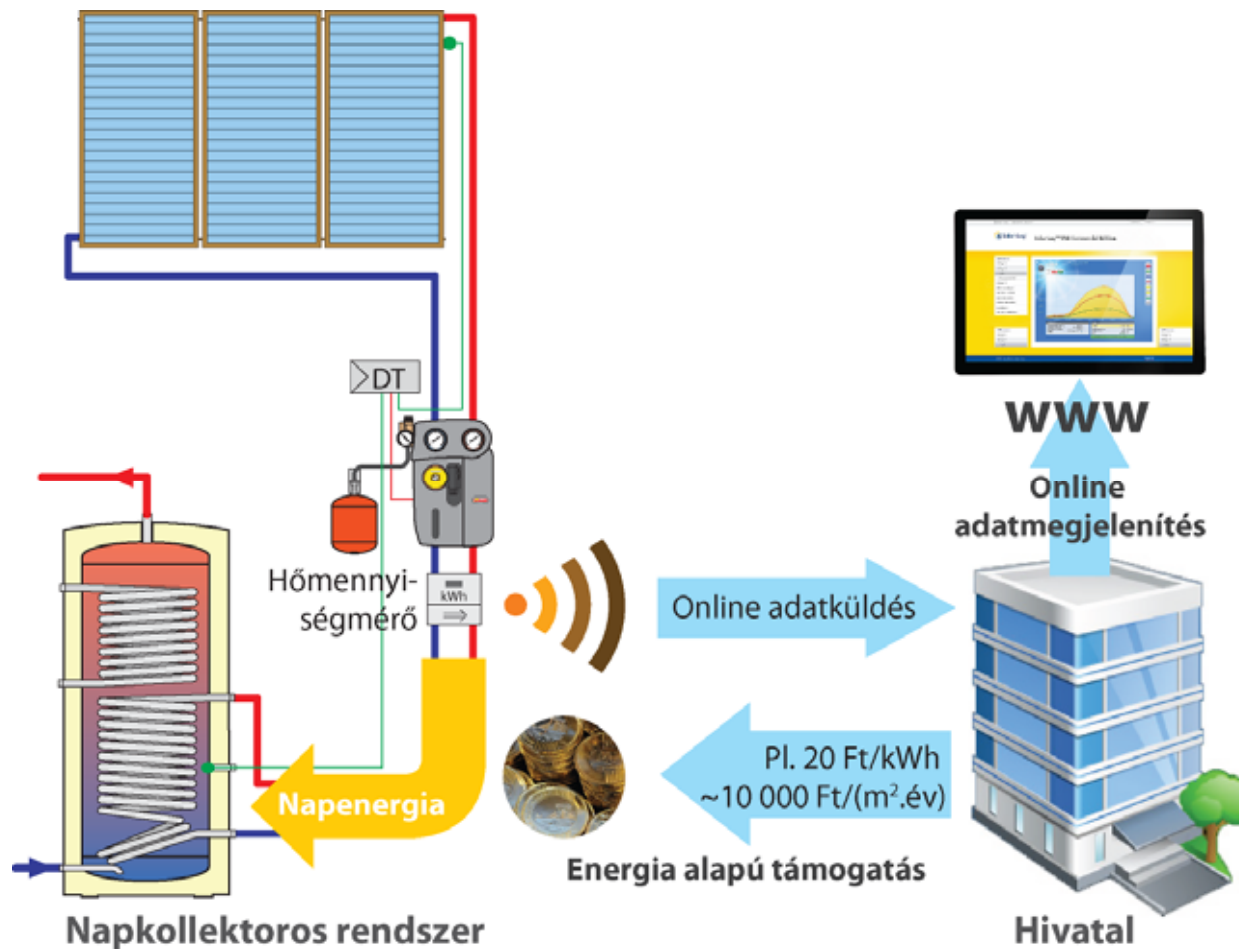 DT
Hőmennyi-
ségmérő
kWh
Online adatküldés
www
Online
adatmegjelenítés
Pl. 20 Ft/kWh
~10 000 Ft/(m².év)
Napenergia
Energia alapú támogatás
Napkollektoros rendszer
Hivatal